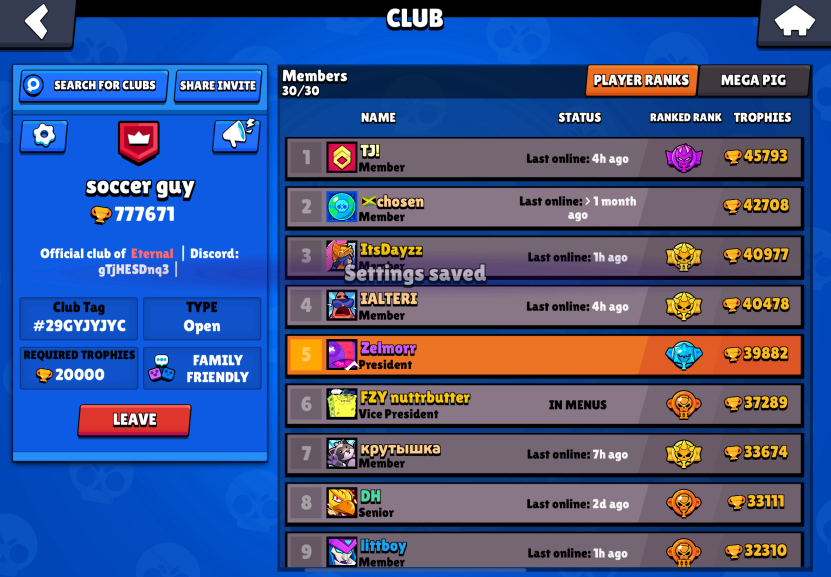 CLUB
SEARCH FOR CLUBS
SHARE INVITE
soccer guy
777671
Official club of Eternal | Discord:
gTjHESDnq3 |
Club Tag
#29GYJYJYC
TYPE
Open
REQUIRED TROPHIES
20000
FAMILY
FRIENDLY
LEAVE
Members
30/30
PLAYER RANKS
MEGA PIG
NAME STATUS RANKED RANK TROPHIES
1 TJ! Last online: 4h ago 45793
Member
2 chosen Last online: > 1 month 42708
Member ago
3 ItsDayzz Last online: 1h ago 40977
Member
Settings saved
4 IALTERI Last online: 4h ago 40478
Member
5 Zelmorr 39882
President
6 FZY nuttrbutter IN MENUS 37289
Vice President
7 крутышка Last online: 7h ago 33674
Member
8 DH Last online: 2d ago 33111
Senior
9 littboy Last online: 1h ago 32310
Member